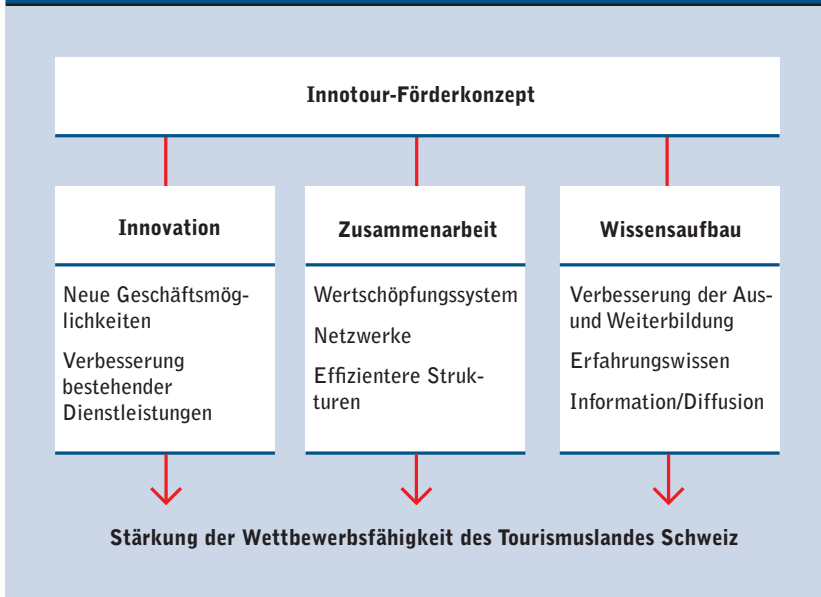 Innotour-Förderkonzept
Innovation
Neue Geschäftsmög-
lichkeiten
Verbesserung
bestehender
Dienstleistungen
Zusammenarbeit
Wertschöpfungssystem
Netzwerke
Effizientere Struk-
turen
Wissensaufbau
Verbesserung der Aus-
und Weiterbildung
Erfahrungswissen
Information/Diffusion
Stärkung der Wettbewerbsfähigkeit des Tourismuslandes Schweiz